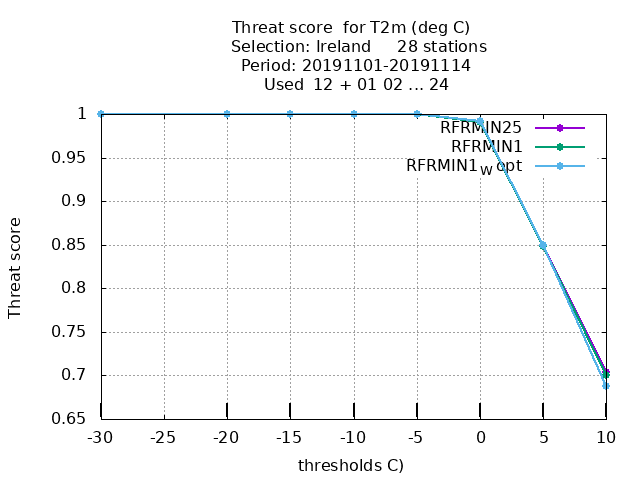 Threat score for T2m (deg C)
Selection: Ireland 28 stations
Period: 20191101-20191114
Used 12 + 01 02 ... 24
RFRMIN25
RFRMIN1
RFRMIN1W opt
1
0.95
0.9
0.85
0.8
0.75
0.7
0.65
Threat score
-30 -25 -20 -15 -10 -5 0 5 10
thresholds C)